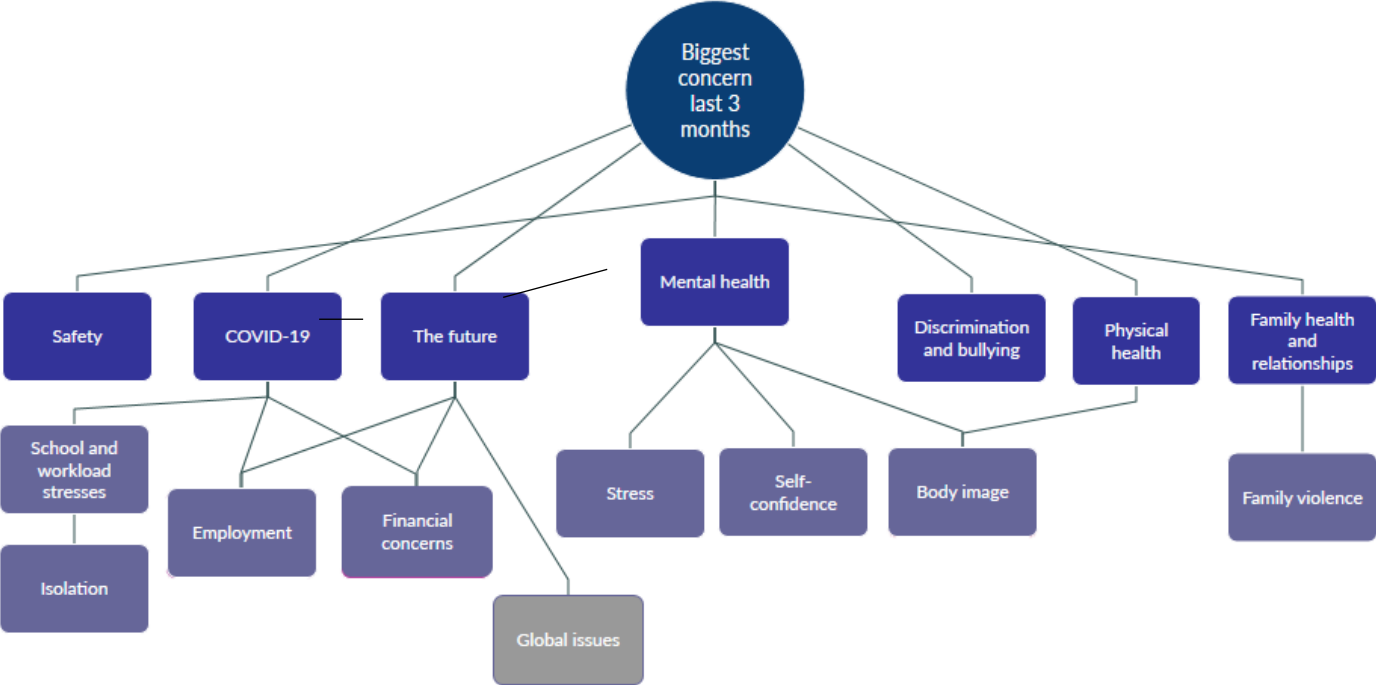 Biggest
concern
last 3
months
Safety
COVID-19
The future
Mental health
Discrimination
and bullying
Physical
health
Family health
and
relationships
School and
workload
stresses
Isolation
Employment
Financial
concerns
Global issues
Stress
Self-
confidence
Body image
Family violence